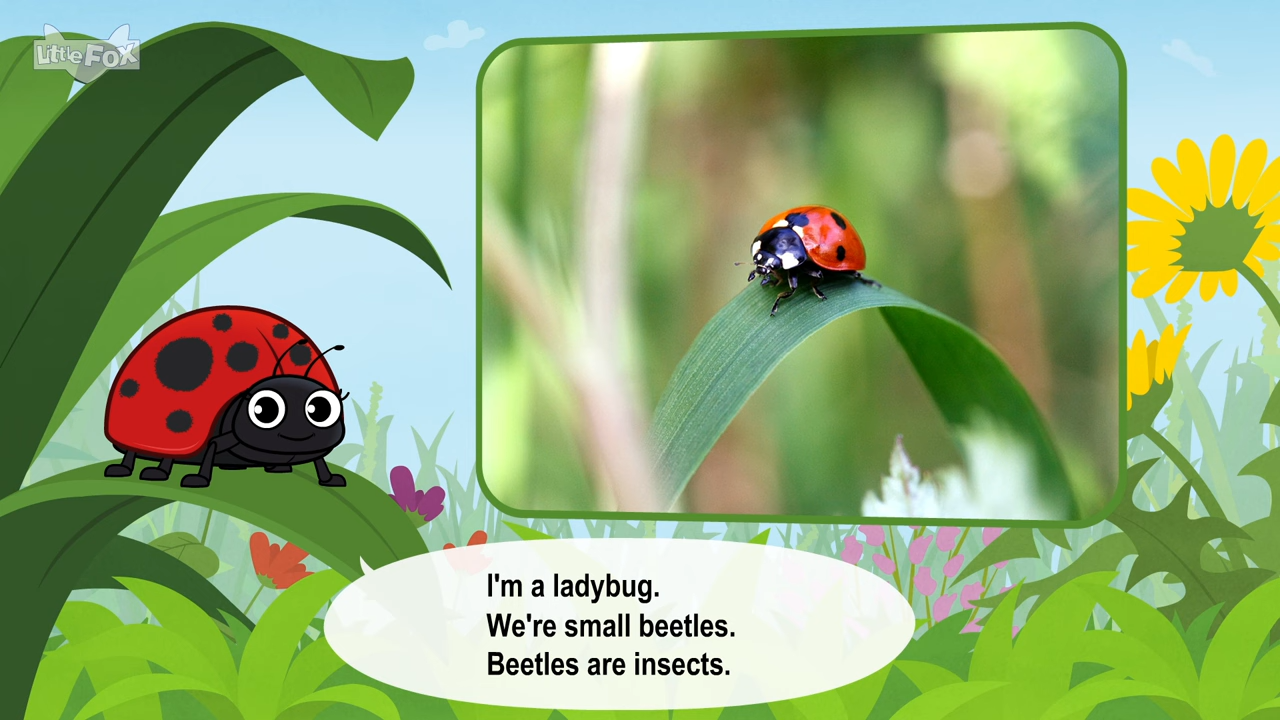 Little Fox
I'm a ladybug.
We're small beetles.
Beetles are insects.